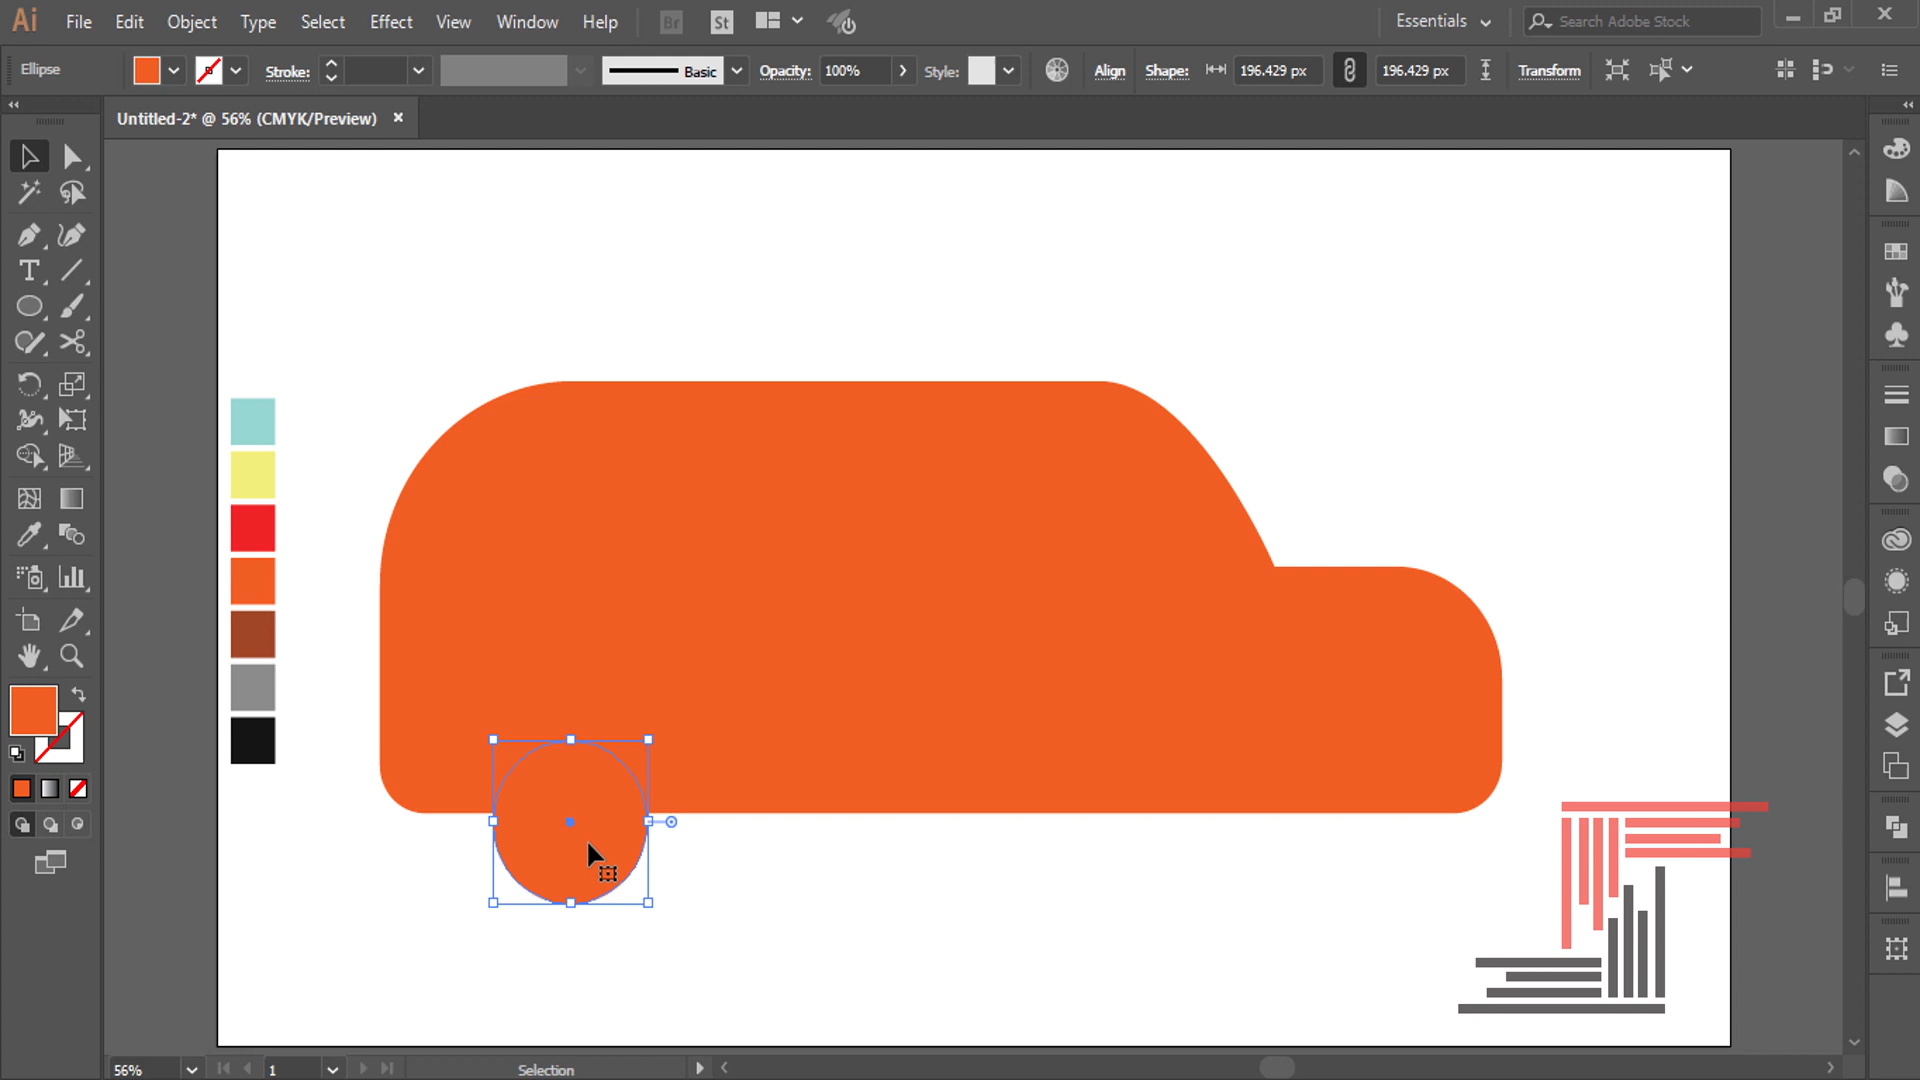 Ai File Edit Object Type Select Effect View Window Help Br St Essentials Search Adobe Stock
Ellipse Stroke: Basic Opacity: 100% Style: Align Shape: 196.429 px 196.429 px Transform
Untitled-2* @ 56% (CMYK/Preview)
T
56% 1 Selection